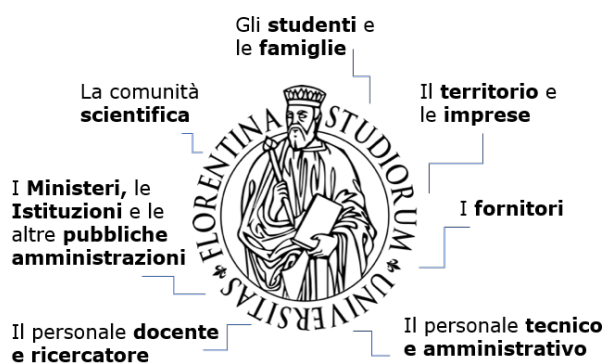 Gli studenti e
le famiglie
La comunità
scientifica
Il territorio e
le imprese
I Ministeri, le
Istituzioni e le
altre pubbliche
amministrazioni
I fornitori
Il personale docente
e ricercatore
Il personale tecnico
e amministrativo
FLORENTINA STUDIORUM UNIVERSITAS